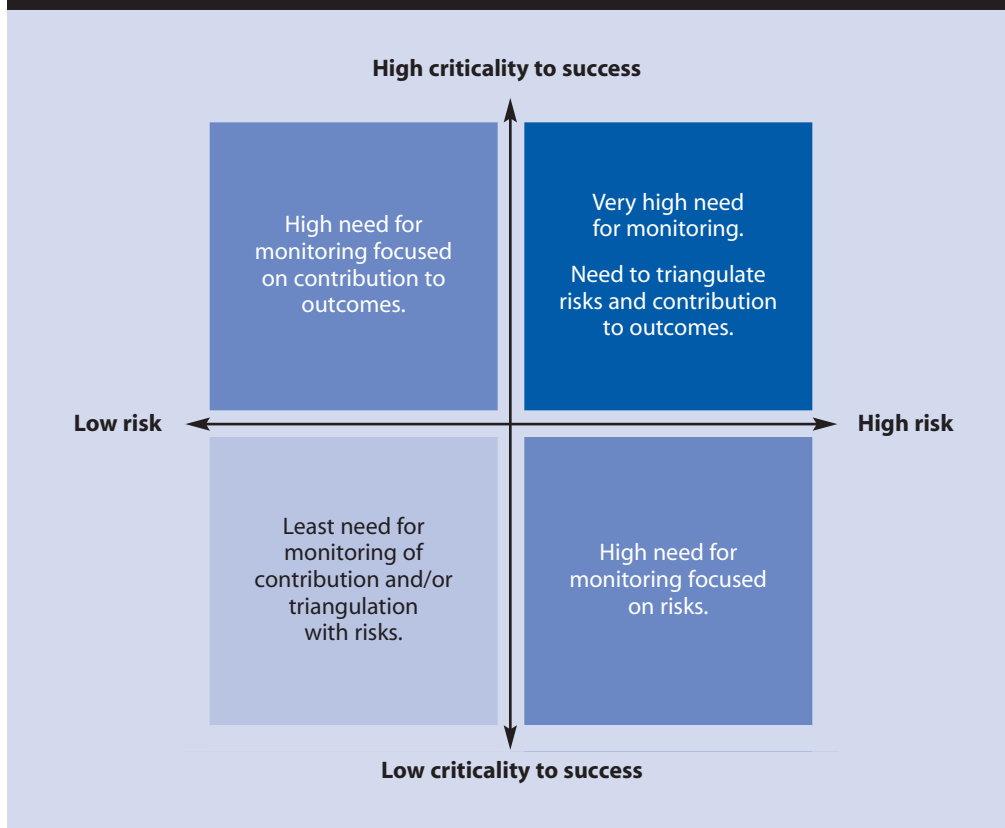 High criticality to success
High need for
monitoring focused
on contribution to
outcomes.
Very high need
for monitoring.
Need to triangulate
risks and contribution
to outcomes.
Low risk
High risk
Least need for
monitoring of
contribution and/or
triangulation
with risks.
High need for
monitoring focused
on risks.
Low criticality to success